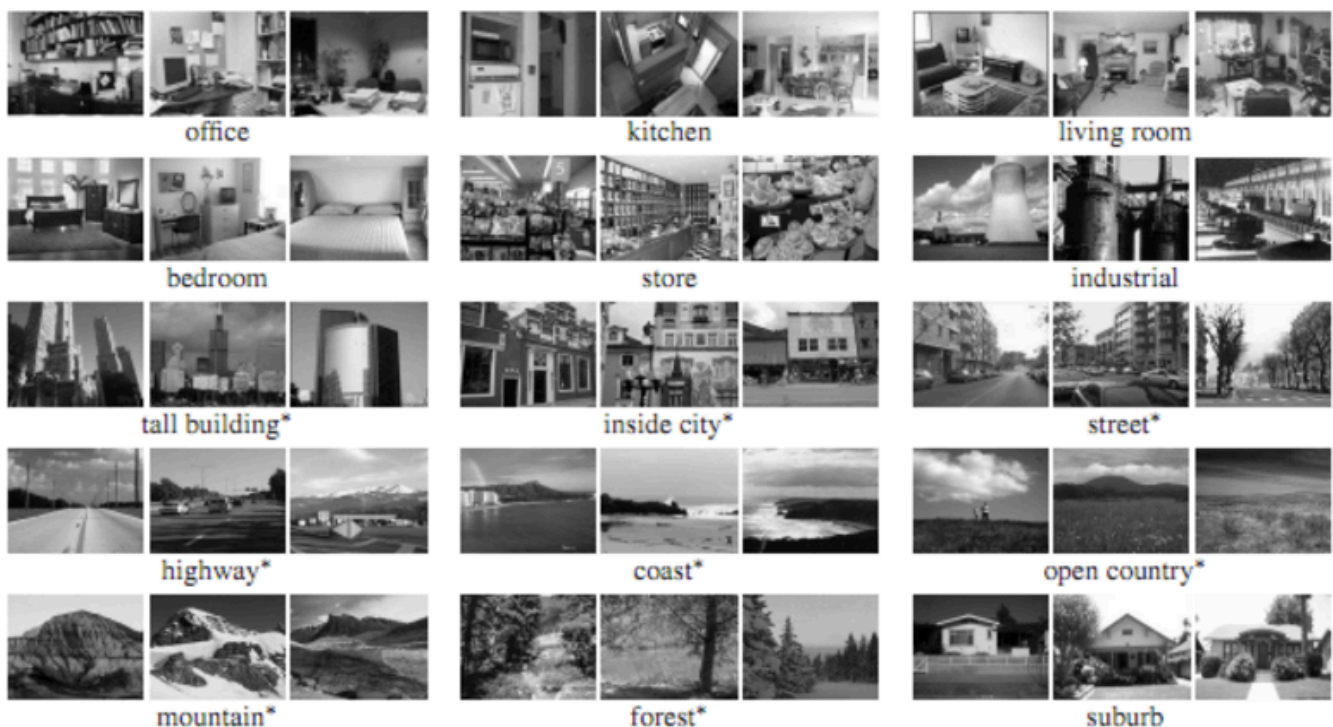 office
kitchen
living room
bedroom
store
industrial
tall building*
inside city*
street*
highway*
coast*
open country*
mountain*
forest*
suburb